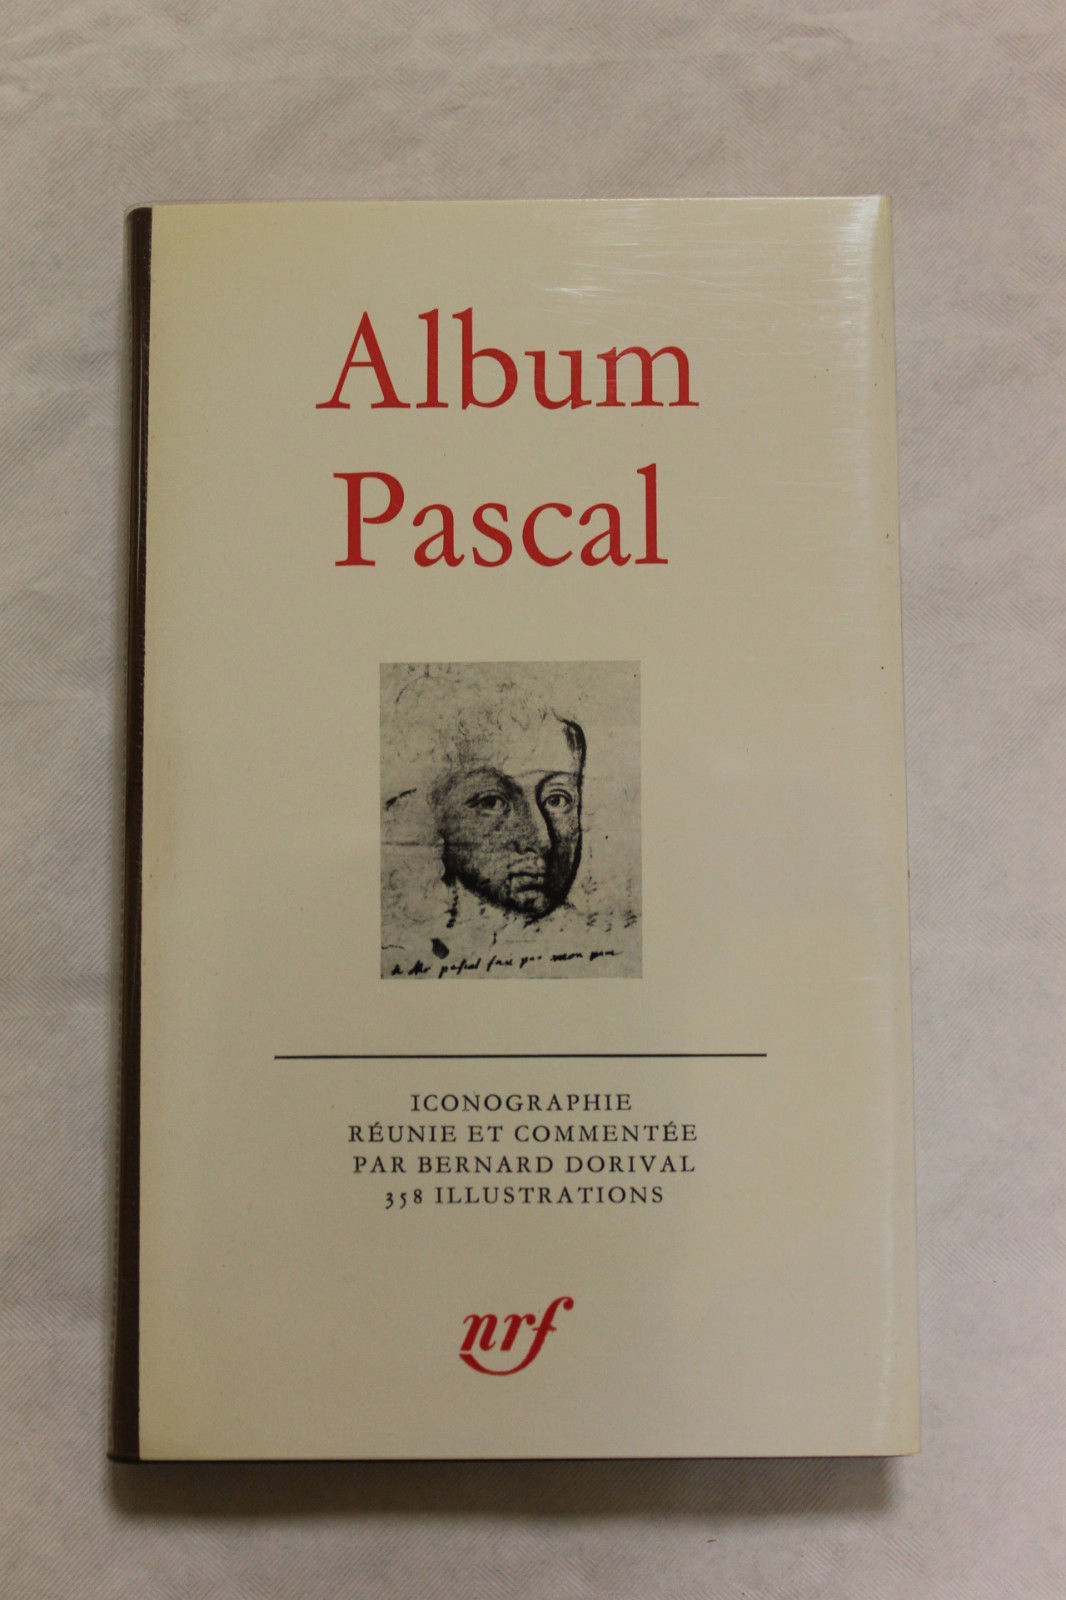 Album
Pascal
ICONOGRAPHIE
RÉUNIE ET COMMENTÉE
PAR BERNARD DORIVAL
358 ILLUSTRATIONS
nrf